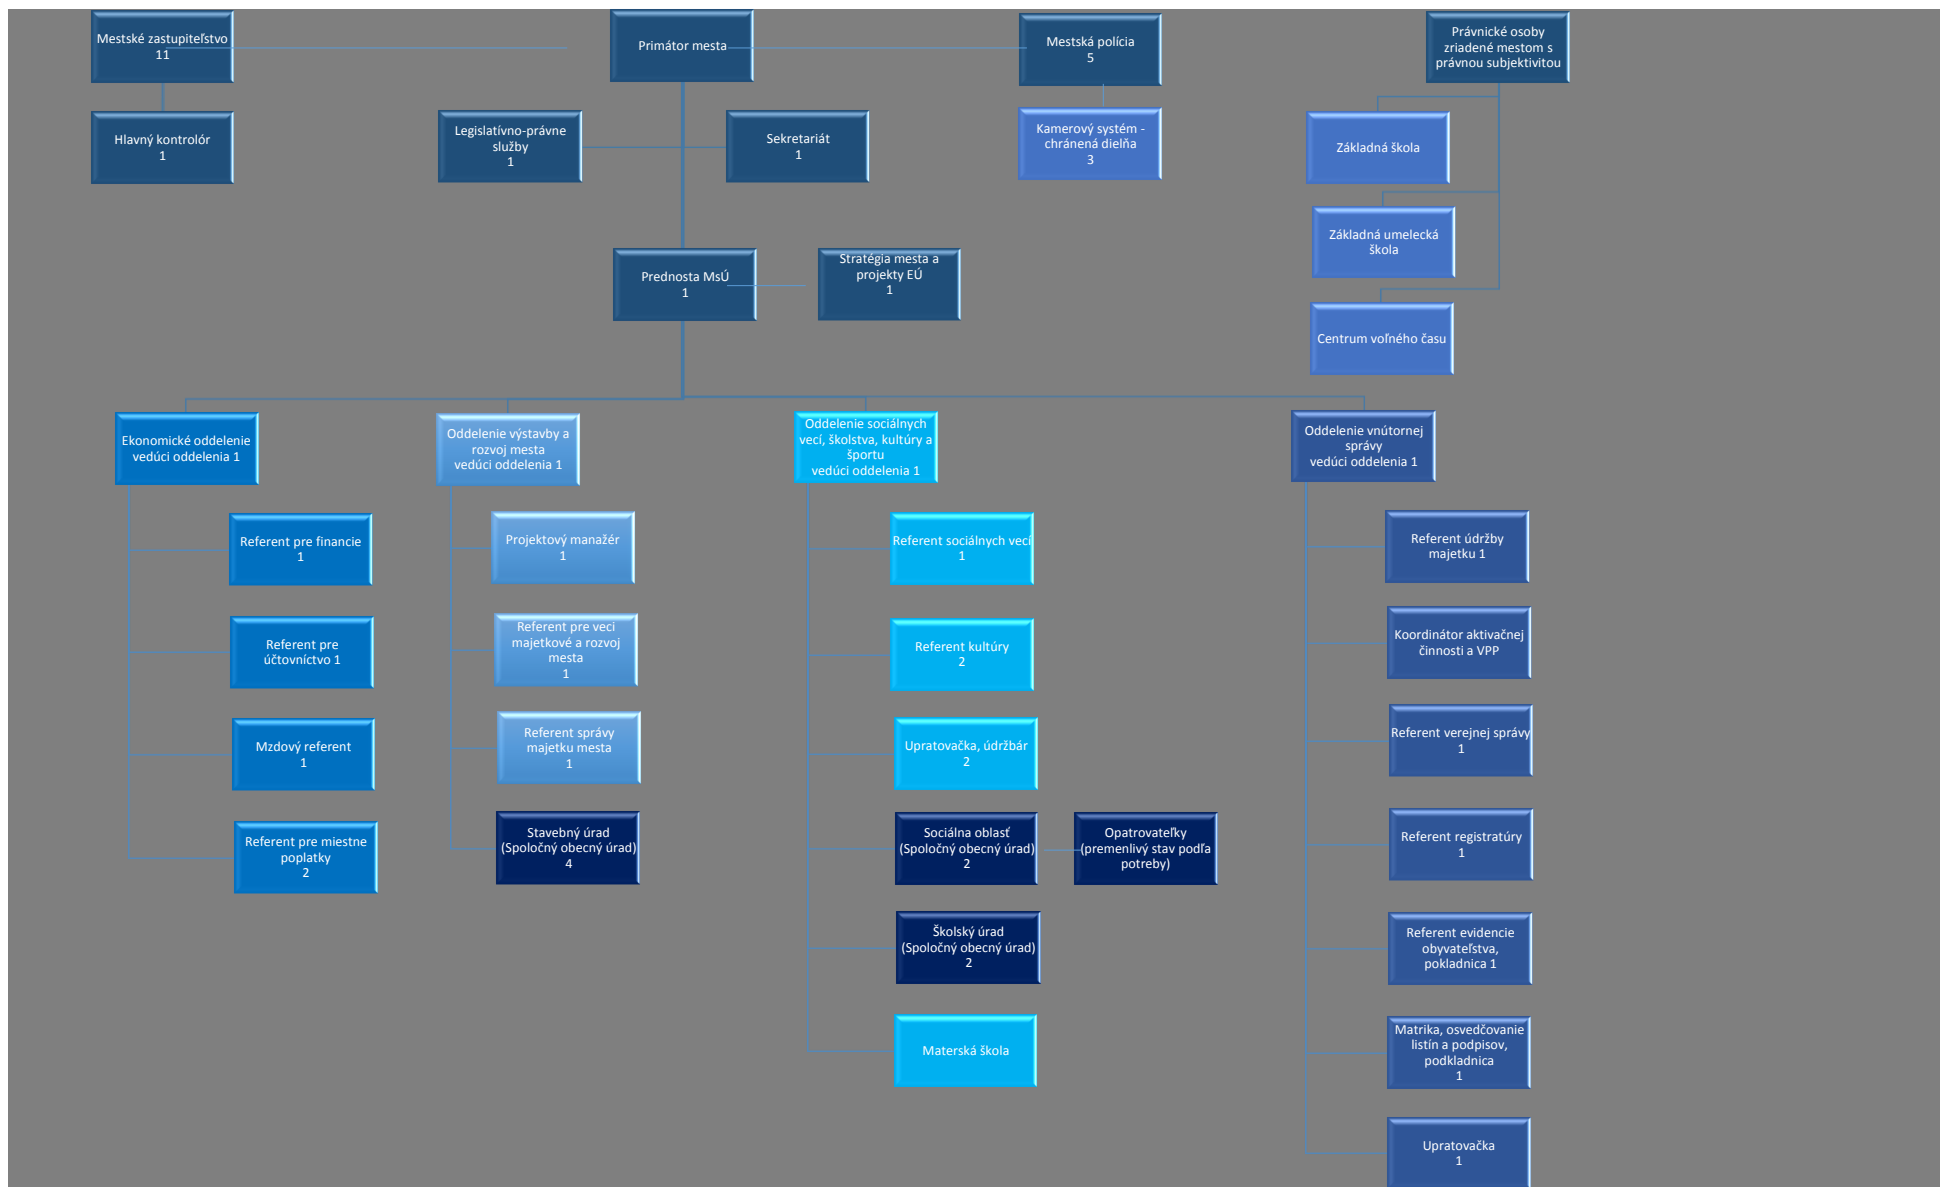 Mestské zastupiteľstvo
11
Primátor mesta
Mestská polícia
5
Právnické osoby
zriadené mestom s
právnou subjektivitou
Hlavný kontrolór
1
Legislatívno-právne
služby
1
Sekretariát
1
Kamerový systém -
chránená dielňa
3
Základná škola
Základná umelecká
škola
Prednosta MsÚ
1
Stratégia mesta a
projekty EÚ
1
Centrum voľného času
Ekonomické oddelenie
vedúci oddelenia 1
Oddelenie výstavby a
rozvoj mesta
vedúci oddelenia 1
Oddelenie sociálnych
vecí, školstva, kultúry a
športu
vedúci oddelenia 1
Oddelenie vnútornej
správy
vedúci oddelenia 1
Referent pre financie
1
Referent pre
účtovníctvo 1
Mzdový referent
1
Referent pre miestne
poplatky
2
Projektový manažér
1
Referent pre veci
majetkové a rozvoj
mesta
1
Referent správy
majetku mesta
1
Stavebný úrad
(Spoločný obecný úrad)
4
Referent sociálnych vecí
1
Referent kultúry
2
Upratovačka, údržbár
2
Sociálna oblasť
(Spoločný obecný úrad)
2
Opatrovateľky
(premenlivý stav podľa
potreby)
Školský úrad
(Spoločný obecný úrad)
2
Materská škola
Referent údržby
majetku 1
Koordinátor aktivačnej
činnosti a VPP
Referent verejnej správy
1
Referent registratúry
1
Referent evidencie
obyvateľstva,
pokladnica 1
Matrika, osvedčovanie
listín a podpisov,
podkladnica
1
Upratovačka
1